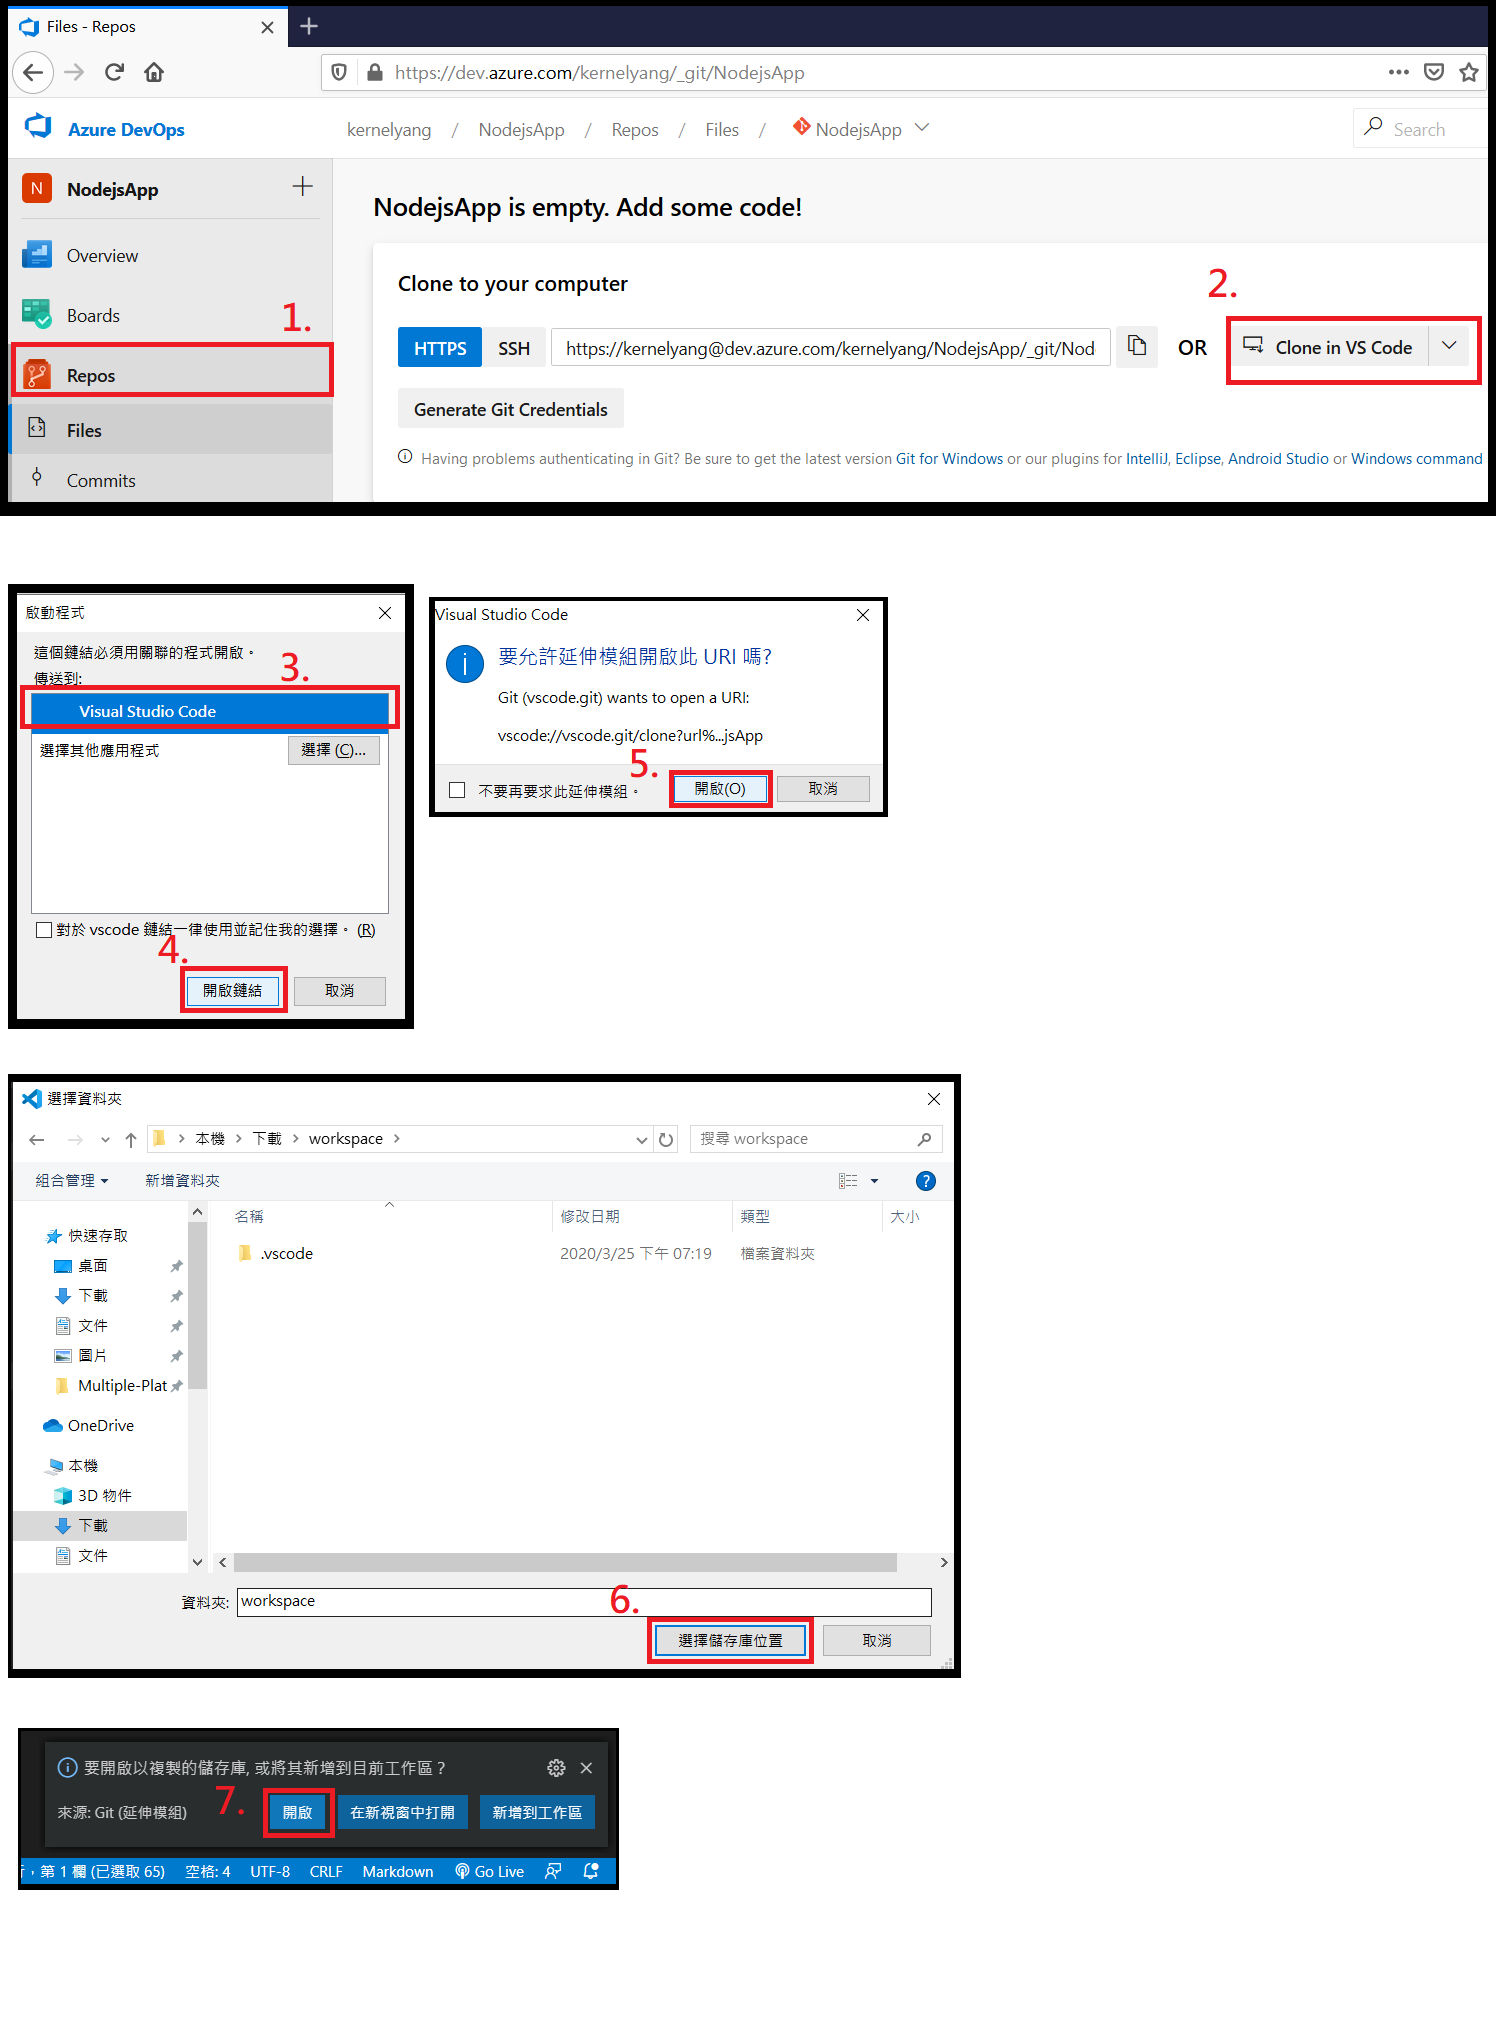 Files - Repos
https://dev.azure.com/kernelyang/_git/NodejsApp
Azure DevOps
kernelyang / NodejsApp / Repos / Files / NodejsApp
Search
N NodejsApp
NodejsApp is empty. Add some code!
Overview
Clone to your computer
2.
Boards
1.
HTTPS SSH https://kernelyang@dev.azure.com/kernelyang/NodejsApp/_git/Nod OR Clone in VS Code
Repos
Generate Git Credentials
Files
Having problems authenticating in Git? Be sure to get the latest version Git for Windows or our plugins for IntelliJ, Eclipse, Android Studio or Windows command
Commits
啟動程式
這個鏈結必須用關聯的程式開啟。
傳送到:
3.
Visual Studio Code
選擇其他應用程式 選擇 (C)...
對於 vscode 鏈結一律使用並記住我的選擇。 (R)
4.
開啟鏈結 取消
Visual Studio Code
要允許延伸模組開啟此 URI 嗎?
Git (vscode.git) wants to open a URI:
vscode://vscode.git/clone?url%...jsApp
5.
不要再要求此延伸模組。 開啟(O) 取消
選擇資料夾
本機 下載 workspace 搜尋 workspace
組合管理 新增資料夾
名稱 修改日期 類型 大小
.vscode 2020/3/25 下午 07:19 檔案資料夾
快速存取
桌面
下載
文件
圖片
Multiple-Plat
OneDrive
本機
3D 物件
下載
文件
資料夾: workspace
6.
選擇儲存庫位置 取消
要開啟以複製的儲存庫, 或將其新增到目前工作區？
7.
來源: Git (延伸模組) 開啟 在新視窗中打開 新增到工作區
，第 1 欄 (已選取 65) 空格: 4 UTF-8 CRLF Markdown Go Live